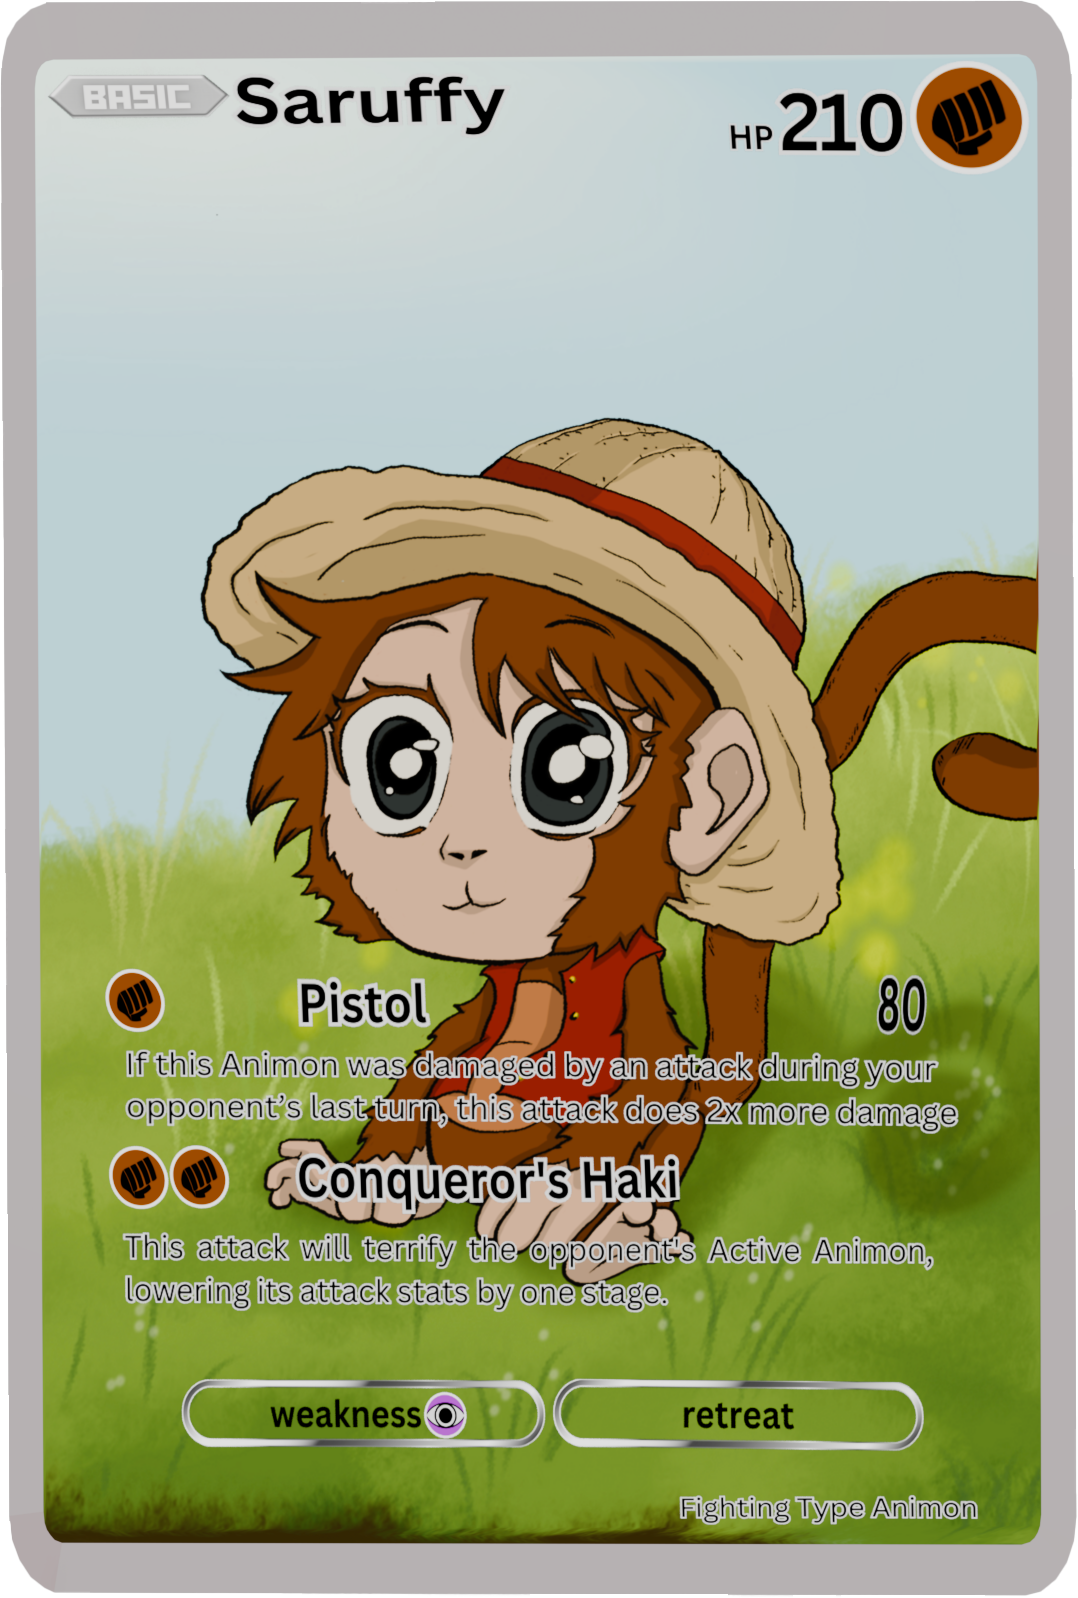 BASIC Saruffy HP 210
Pistol 80
If this Animon was damaged by an attack during your
opponent’s last turn, this attack does 2x more damage
Conqueror's Haki
This attack will terrify the opponent's Active Animon,
lowering its attack stats by one stage.
weakness retreat
Fighting Type Animon